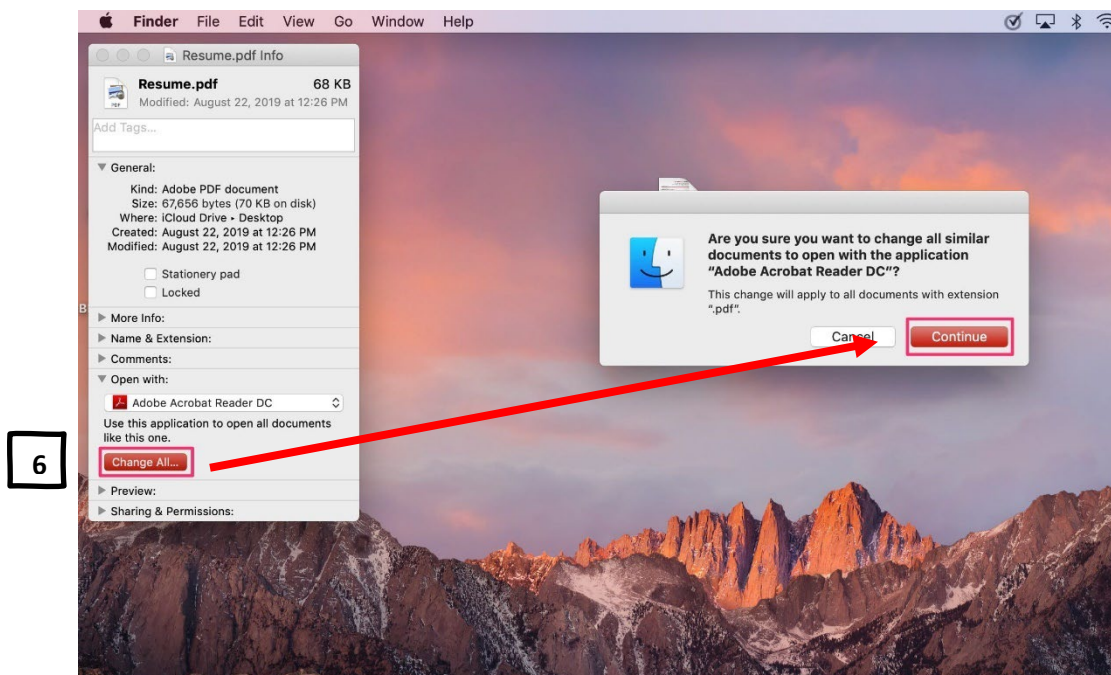 Finder File Edit View Go Window Help
Resume.pdf Info
Resume.pdf 68 KB
Modified: August 22, 2019 at 12:26 PM
Add Tags...
General:
Kind: Adobe PDF document
Size: 67,656 bytes (70 KB on disk)
Where: iCloud Drive ▸ Desktop
Created: August 22, 2019 at 12:26 PM
Modified: August 22, 2019 at 12:26 PM
Stationery pad
Locked
More Info:
Name & Extension:
Comments:
Open with:
Adobe Acrobat Reader DC
Use this application to open all documents
like this one.
Change All...
Preview:
Sharing & Permissions:
6
Are you sure you want to change all similar
documents to open with the application
“Adobe Acrobat Reader DC”?
This change will apply to all documents with extension
“.pdf”.
Cancel Continue